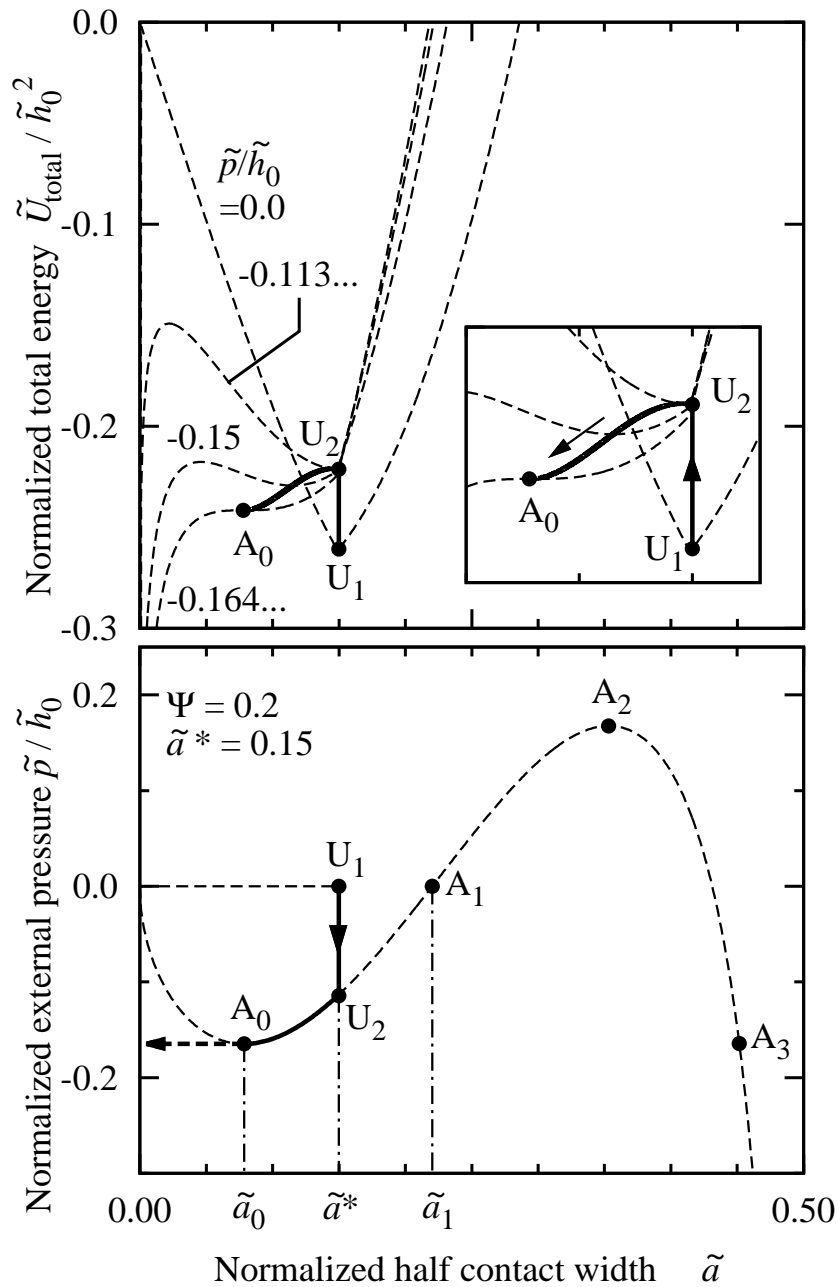 Normalized total energy Ũ_total / h̃_0^2
0.0
-0.1
-0.2
-0.3
p̃/h̃_0
=0.0
-0.113...
-0.15
-0.164...
U_2
A_0
U_1
U_2
A_0
U_1
Normalized external pressure p̃ / h̃_0
0.2
0.0
-0.2
Ψ = 0.2
ã* = 0.15
A_2
U_1
A_1
A_0
U_2
A_3
0.00
ã_0
ã*
ã_1
0.50
Normalized half contact width ã